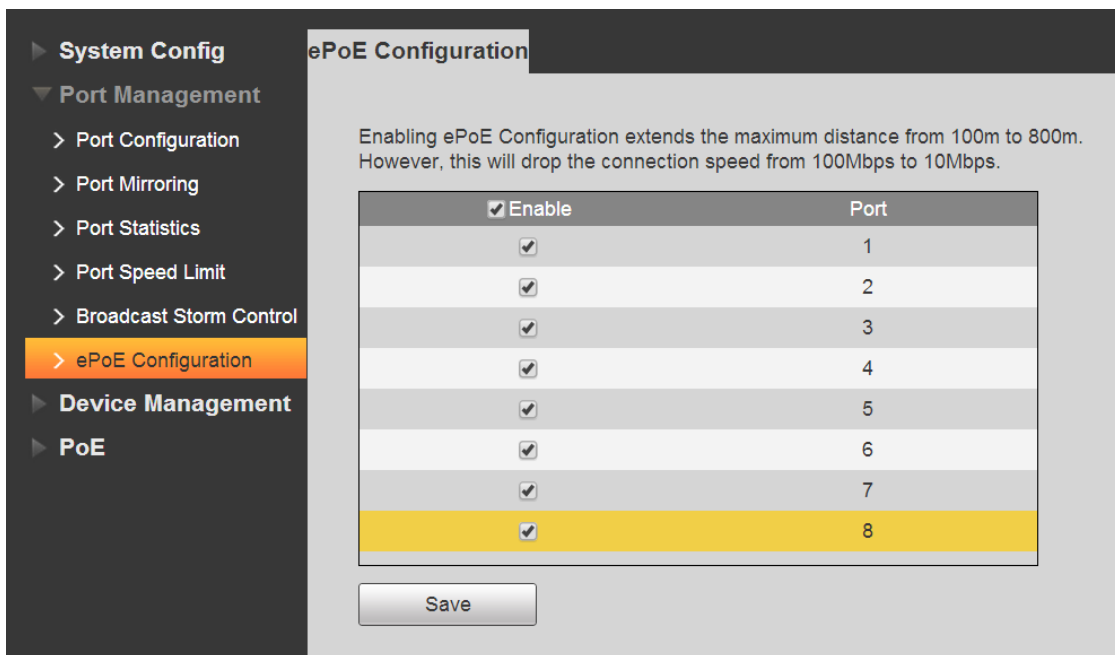 System Config
Port Management
Port Configuration
Port Mirroring
Port Statistics
Port Speed Limit
Broadcast Storm Control
ePoE Configuration
Device Management
PoE
ePoE Configuration
Enabling ePoE Configuration extends the maximum distance from 100m to 800m.
However, this will drop the connection speed from 100Mbps to 10Mbps.
Enable Port
1
2
3
4
5
6
7
8
Save